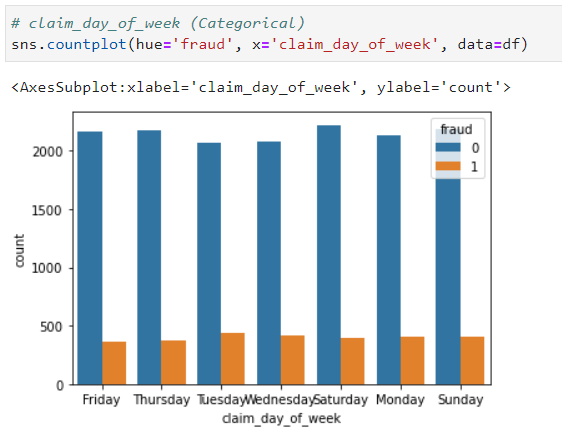 # claim_day_of_week (Categorical)
sns.countplot(hue='fraud', x='claim_day_of_week', data=df)
<AxesSubplot:xlabel='claim_day_of_week', ylabel='count'>
fraud
0
1
2000
1500
1000
500
0
count
Friday Thursday Tuesday Wednesday Saturday Monday Sunday
claim_day_of_week